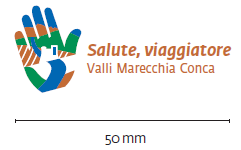 Salute, viaggiatore
Valli Marecchia Conca
50 mm